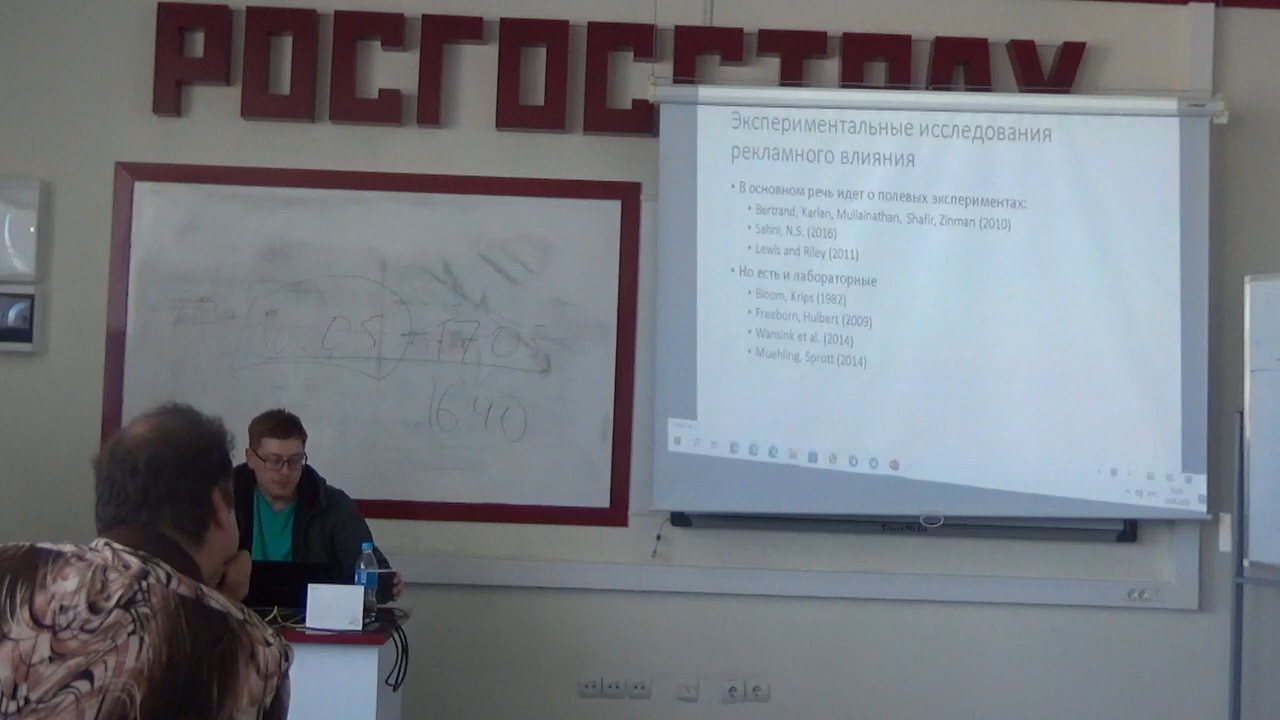 РОСГОССТРАХ
Экспериментальные исследования
рекламного влияния
• В основном речь идет о полевых экспериментах:
• Bertrand, Karlan, Mullainathan, Shafir, Zinman (2010)
• Sahni, N.S. (2016)
• Lewis and Riley (2011)
• Но есть и лабораторные
• Bloom, Krips (1982)
• Freeborn, Hulbert (2009)
• Wansink et al. (2014)
• Muehling, Sprott (2014)
05 = 1705
1640